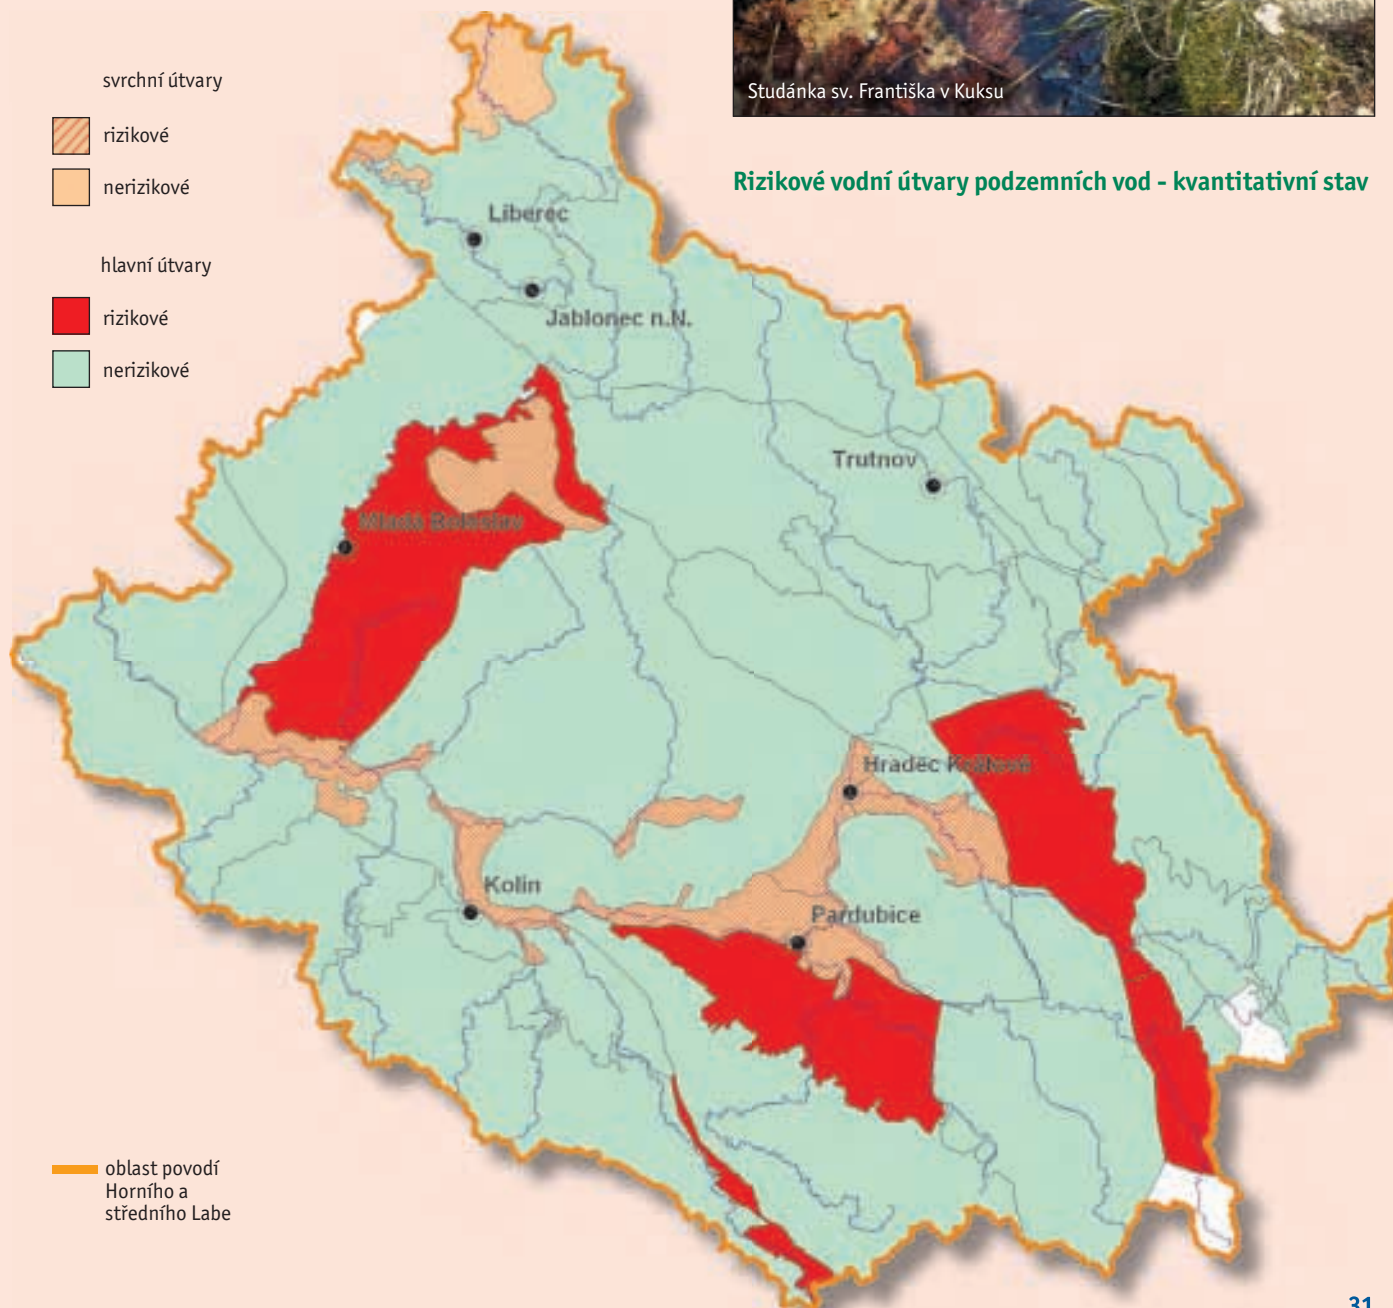 Studánka sv. Františka v Kuksu
Rizikové vodní útvary podzemních vod - kvantitativní stav
svrchní útvary
rizikové
nerizikové
hlavní útvary
rizikové
nerizikové
Liberec
Jablonec n.N.
Trutnov
Mladá Boleslav
Hradec Králové
Kolín
Pardubice
oblast povodí
Horního a
středního Labe
31